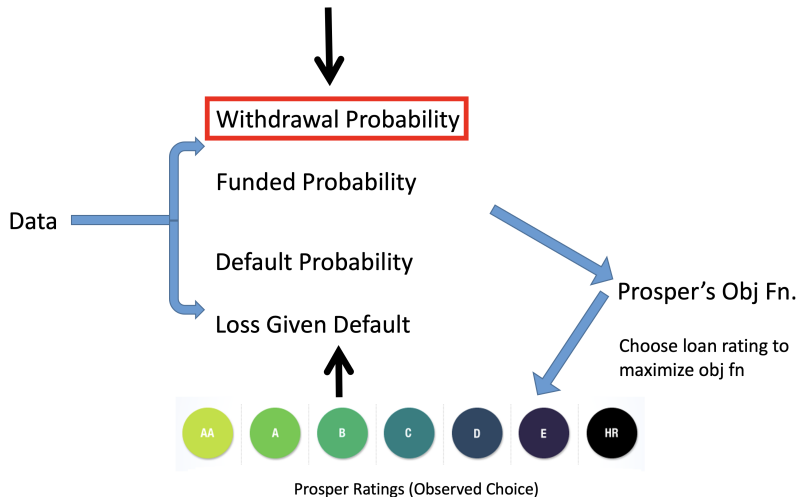 Withdrawal Probability
Funded Probability
Data
Default Probability
Prosper’s Obj Fn.
Loss Given Default
Choose loan rating to
maximize obj fn
AA A B C D E HR
Prosper Ratings (Observed Choice)